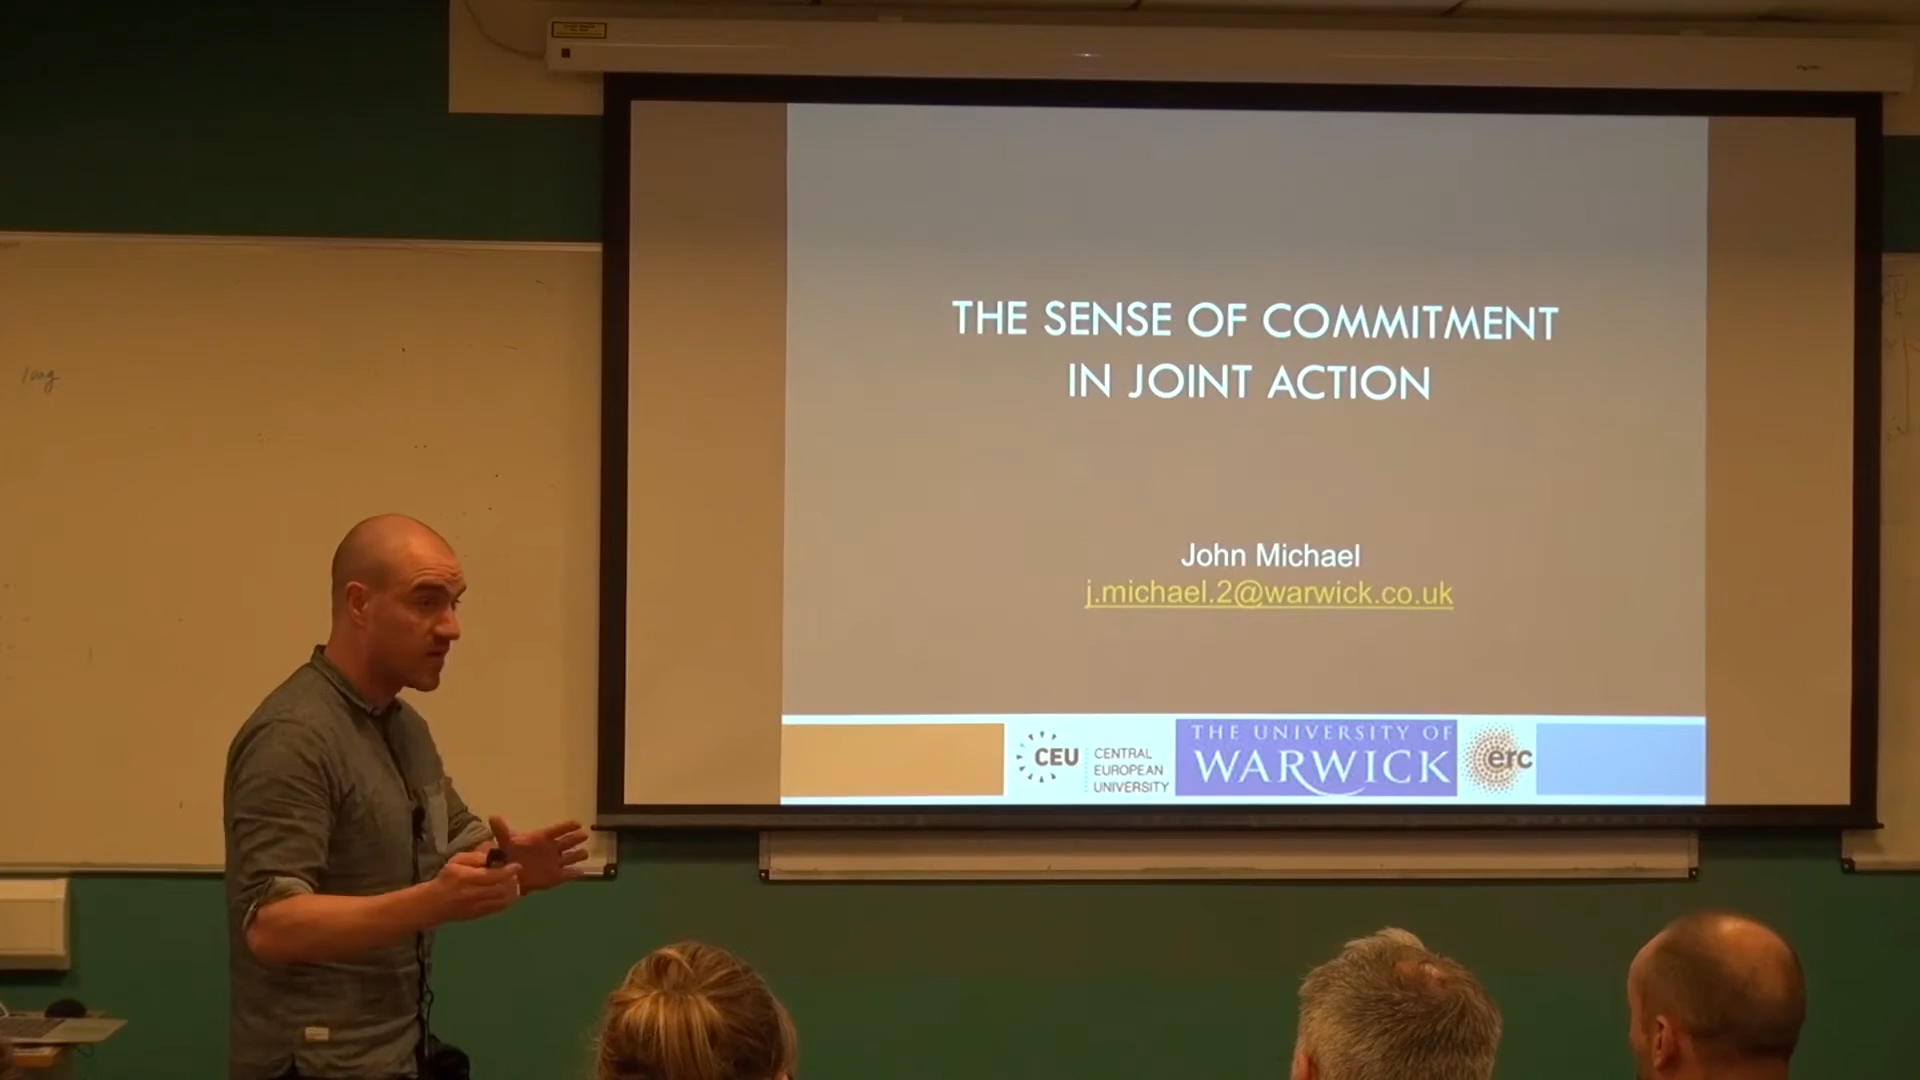 THE SENSE OF COMMITMENT
IN JOINT ACTION
John Michael
j.michael.2@warwick.co.uk
CEU
CENTRAL
EUROPEAN
UNIVERSITY
THE UNIVERSITY OF
WARWICK
erc